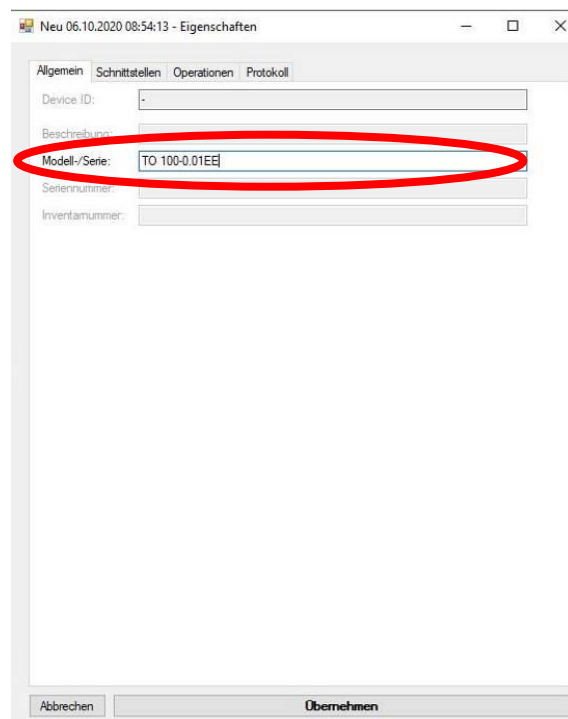 Neu 06.10.2020 08:54:13 - Eigenschaften
Allgemein Schnittstellen Operationen Protokoll
Device ID: -
Beschreibung:
Modell-/Serie: TO 100-0.01EE
Seriennummer:
Inventarnummer:
Abbrechen Übernehmen